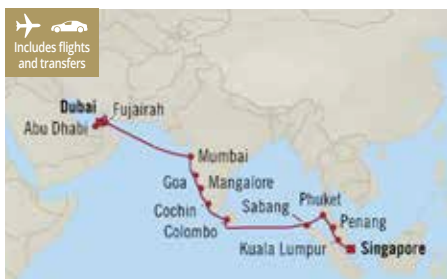 Includes flights
and transfers
Dubai
Fujairah
Abu Dhabi
Mumbai
Goa
Mangalore
Cochin
Colombo
Sabang
Phuket
Penang
Kuala Lumpur
Singapore